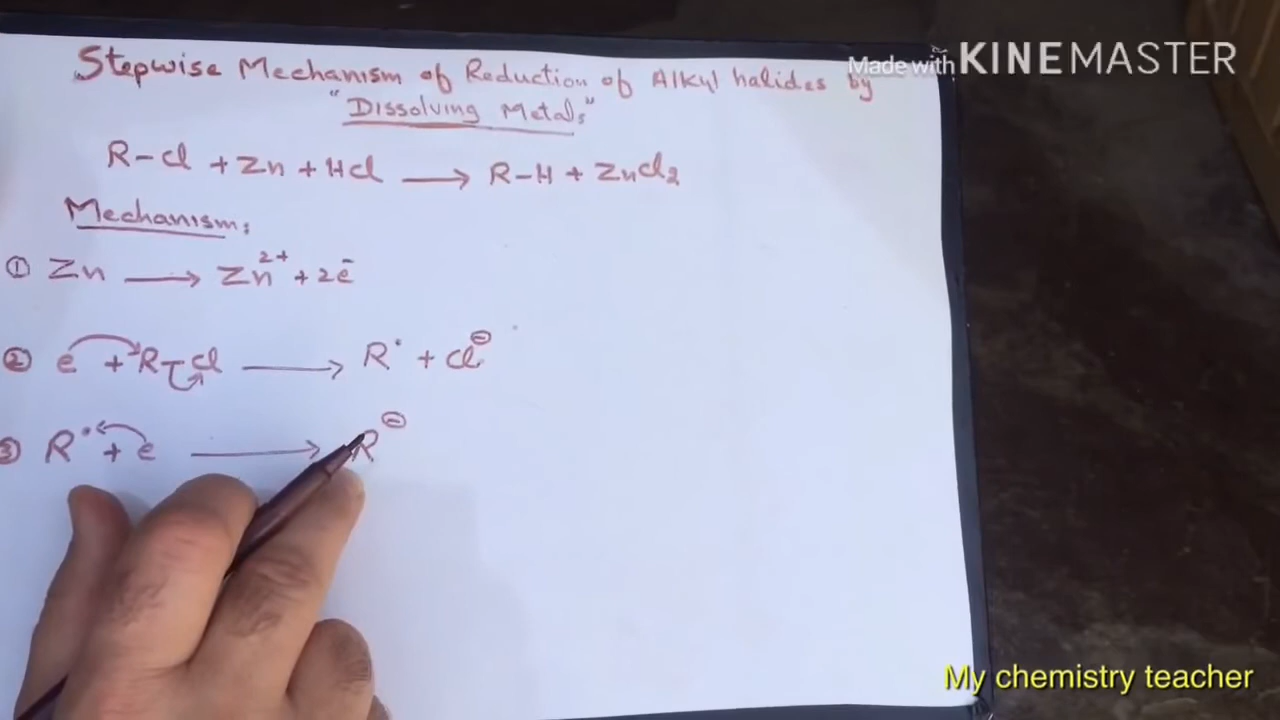 Made with KINEMASTER
Stepwise Mechanism of Reduction of Alkyl halides by
"Dissolving Metals"
R-Cl + Zn + HCl ⟶ R-H + ZnCl₂
Mechanism:
① Zn ⟶ Zn²⁺ + 2e⁻
② e + R-Cl ⟶ R• + Cl⊖
③ R• + e ⟶ R⊖
My chemistry teacher